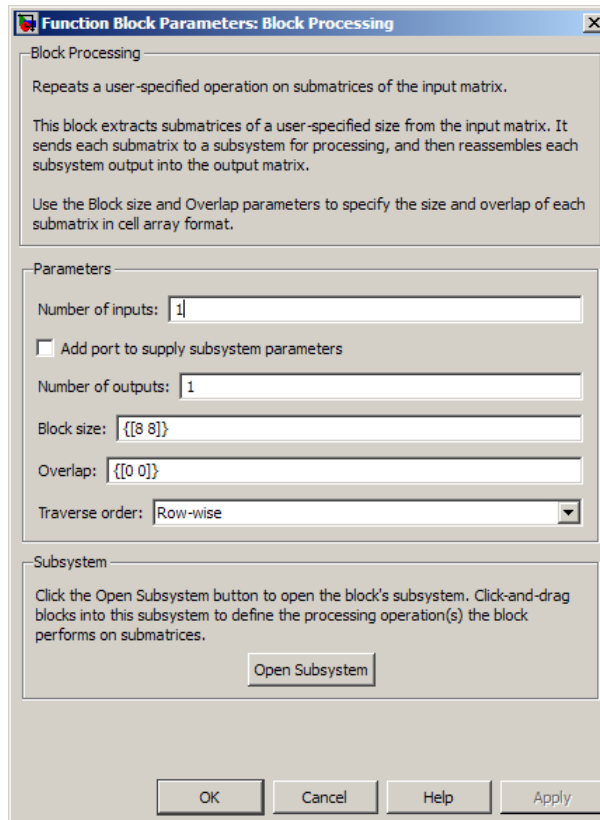 Function Block Parameters: Block Processing
Block Processing
Repeats a user-specified operation on submatrices of the input matrix.
This block extracts submatrices of a user-specified size from the input matrix. It
sends each submatrix to a subsystem for processing, and then reassembles each
subsystem output into the output matrix.
Use the Block size and Overlap parameters to specify the size and overlap of each
submatrix in cell array format.
Parameters
Number of inputs: 1
Add port to supply subsystem parameters
Number of outputs: 1
Block size: {[8 8]}
Overlap: {[0 0]}
Traverse order: Row-wise
Subsystem
Click the Open Subsystem button to open the block's subsystem. Click-and-drag
blocks into this subsystem to define the processing operation(s) the block
performs on submatrices.
Open Subsystem
OK Cancel Help Apply